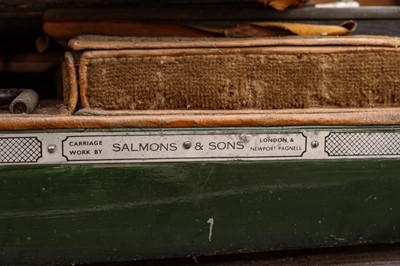 CARRIAGE
WORK BY
SALMONS & SONS
LONDON &
NEWPORT PAGNELL